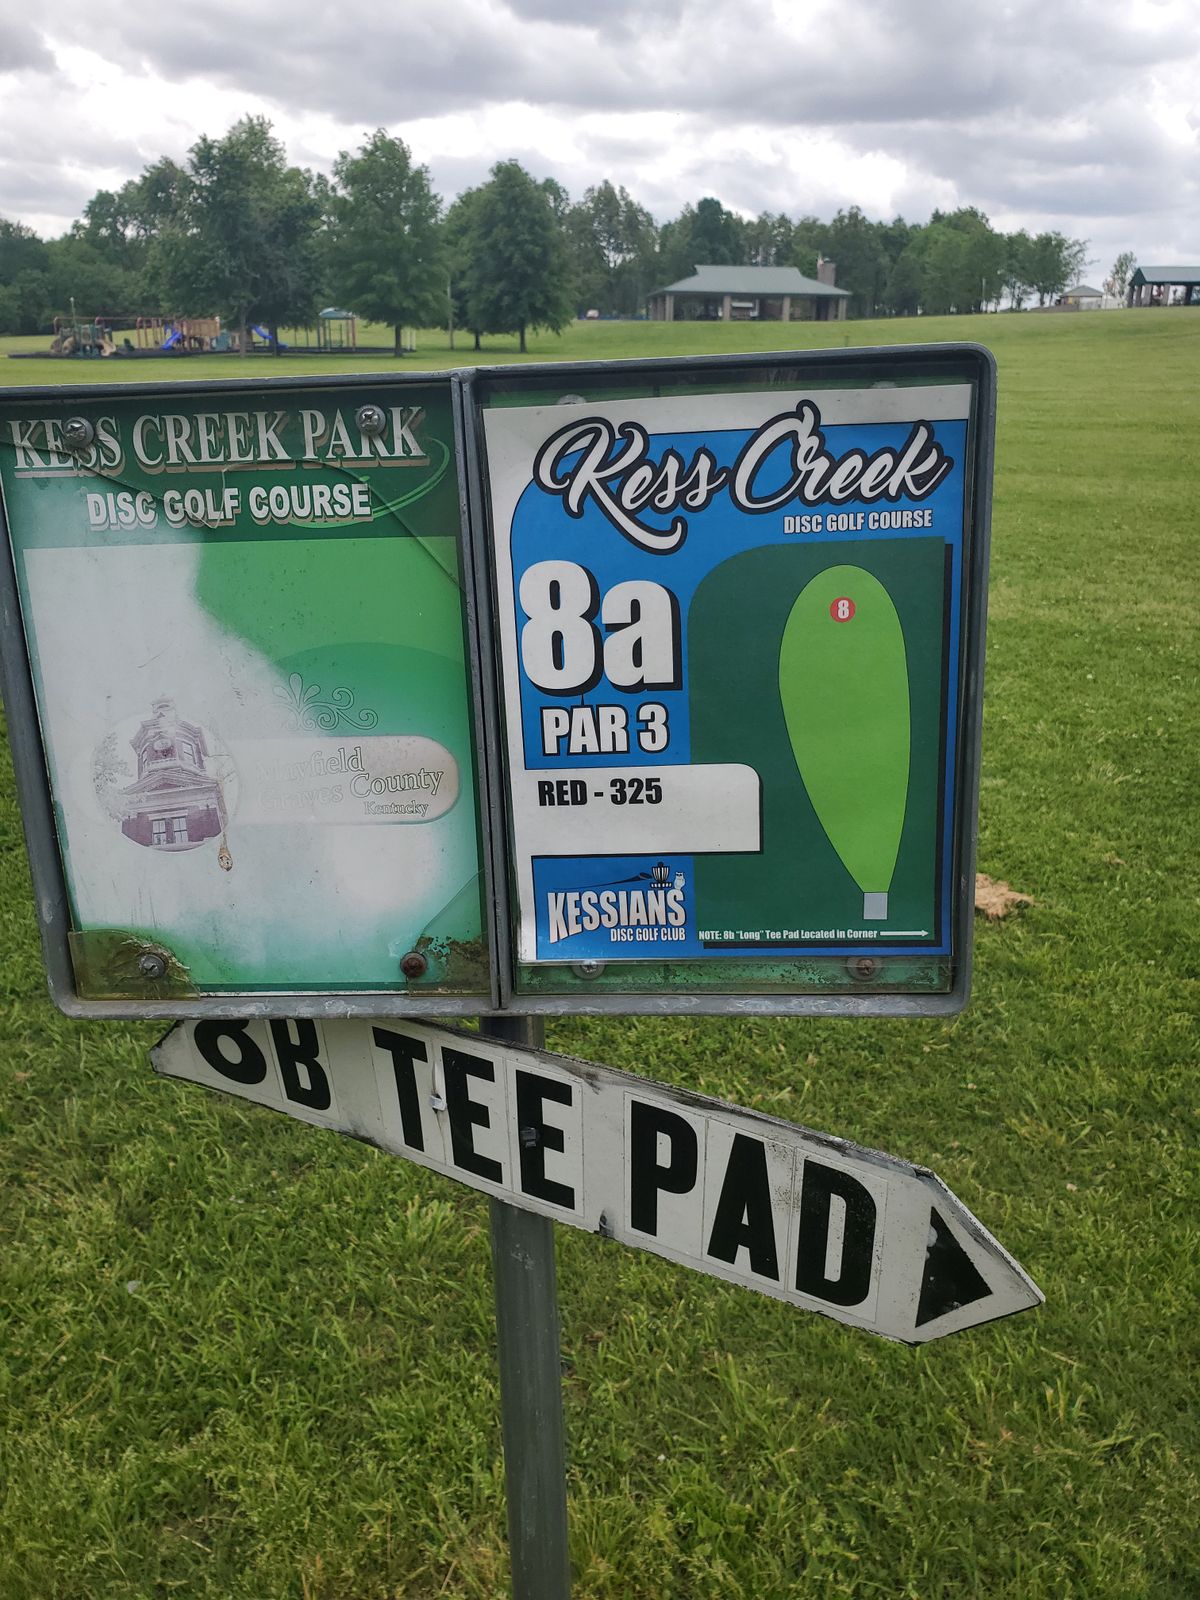 KESS CREEK PARK
DISC GOLF COURSE
Mayfield
Graves County
Kentucky
Kess Creek
DISC GOLF COURSE
8a
PAR 3
RED - 325
8
KESSIANS
DISC GOLF CLUB
NOTE: 8b "Long" Tee Pad Located in Corner
8B TEE PAD